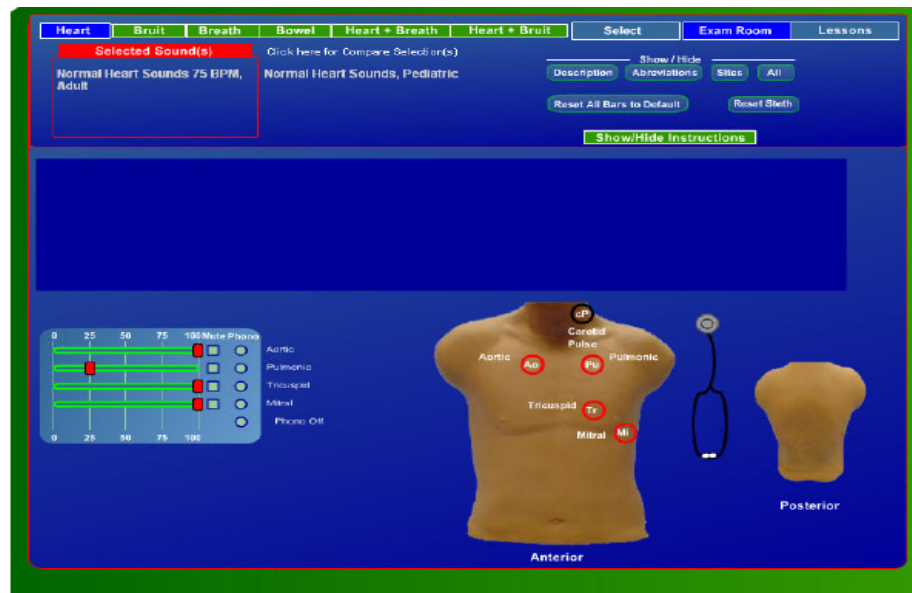 Heart Bruit Breath Bowel Heart + Breath Heart + Bruit Select Exam Room Lessons
Selected Sound(s) Click here for Compare Selection(s)
Show / Hide
Normal Heart Sounds 75 BPM, Adult
Normal Heart Sounds, Pediatric
Description Abreviations Sites All
Reset All Bars to Default Reset Steth
Show/Hide Instructions
0 25 50 75 100 Mute Phono
Aortic
Pulmonic
Tricuspid
Mitral
Phono Off
0 25 50 75 100
cP
Carotid
Pulse
Aortic Ao Pu Pulmonic
Tricuspid Tr
Mitral Mi
Anterior
Posterior